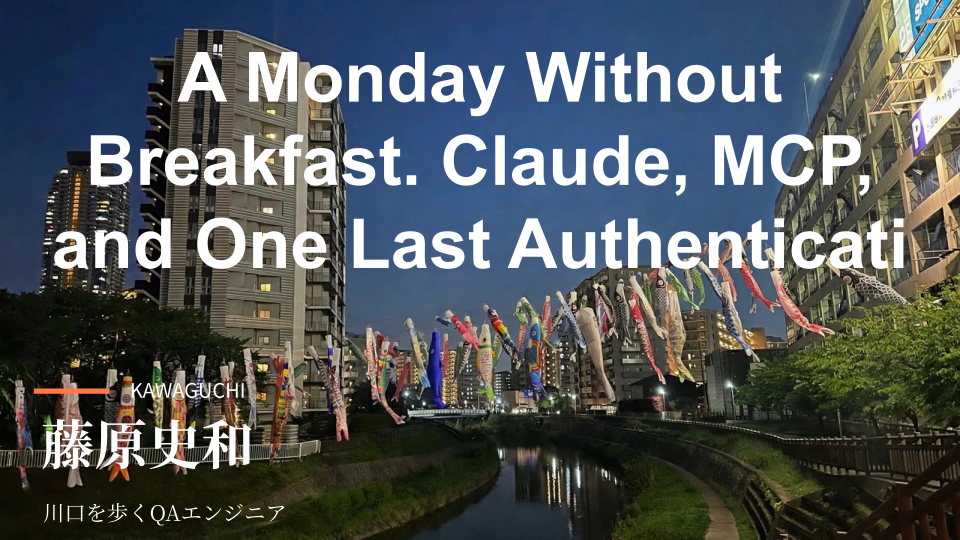 A Monday Without
Breakfast. Claude, MCP,
and One Last Authenticati
KAWAGUCHI
藤原史和
川口を歩くQAエンジニア
P